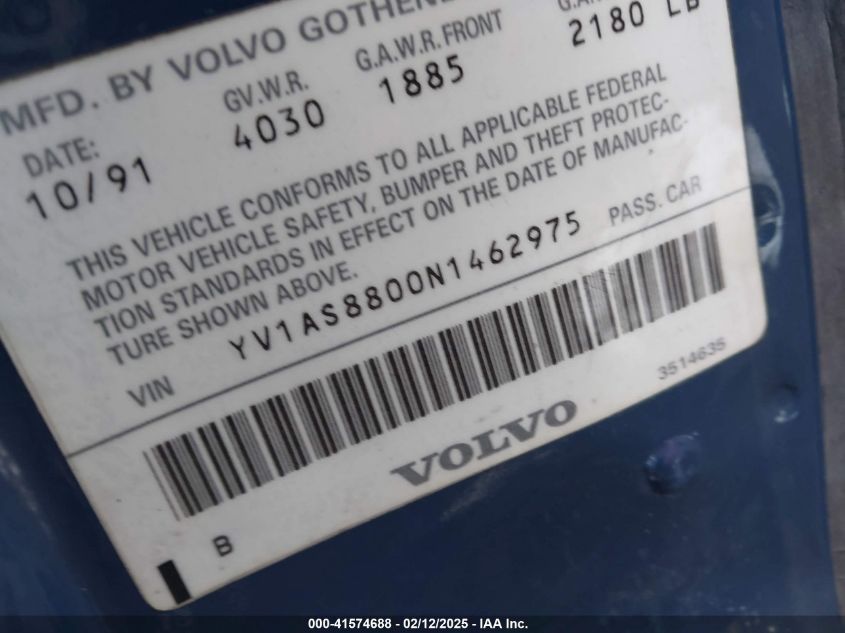 MFD. BY VOLVO
GV.W.R. G.A.W.R. FRONT
DATE: 4030 1885 2180 LB
10/91
THIS VEHICLE CONFORMS TO ALL APPLICABLE FEDERAL
MOTOR VEHICLE SAFETY, BUMPER AND THEFT PROTEC-
TION STANDARDS IN EFFECT ON THE DATE OF MANUFAC-
TURE SHOWN ABOVE.
YV1AS8800N1462975 PASS. CAR
VIN
3514635
VOLVO
B
000-41574688 - 02/12/2025 - IAA Inc.